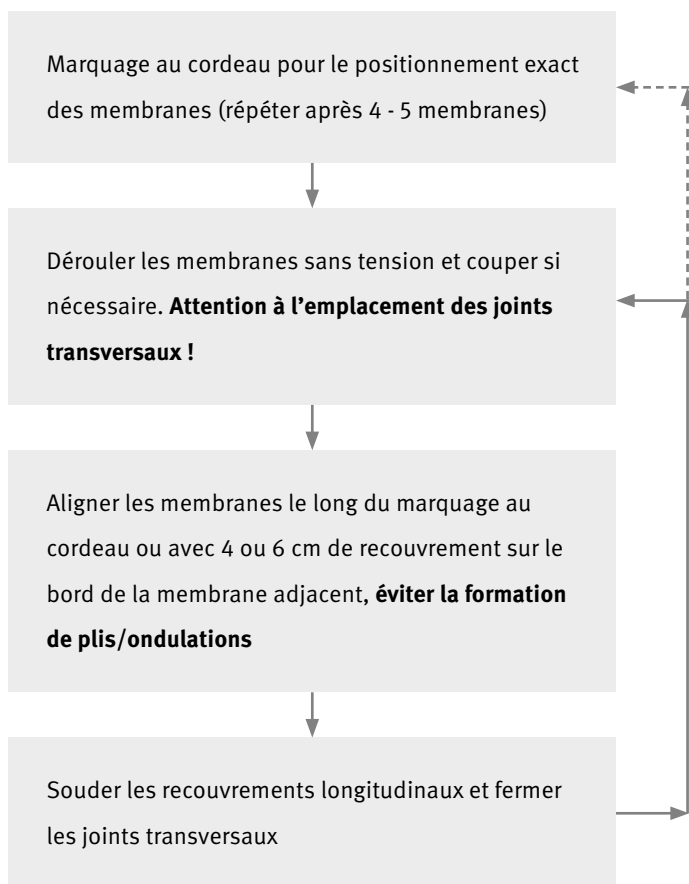 Marquage au cordeau pour le positionnement exact
des membranes (répéter après 4 - 5 membranes)
Dérouler les membranes sans tension et couper si
nécessaire. Attention à l’emplacement des joints
transversaux !
Aligner les membranes le long du marquage au
cordeau ou avec 4 ou 6 cm de recouvrement sur le
bord de la membrane adjacent, éviter la formation
de plis/ondulations
Souder les recouvrements longitudinaux et fermer
les joints transversaux